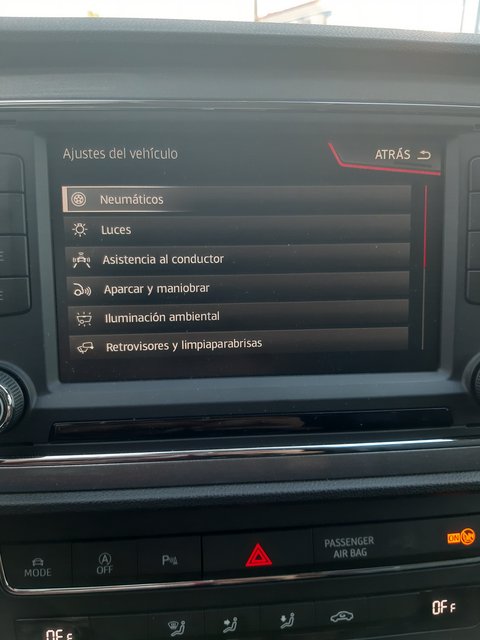 Ajustes del vehículo
ATRÁS
Neumáticos
Luces
Asistencia al conductor
Aparcar y maniobrar
Iluminación ambiental
Retrovisores y limpiaparabrisas
E
E
MODE
A
OFF
P
PASSENGER
AIR BAG
ON
OFF
OFF